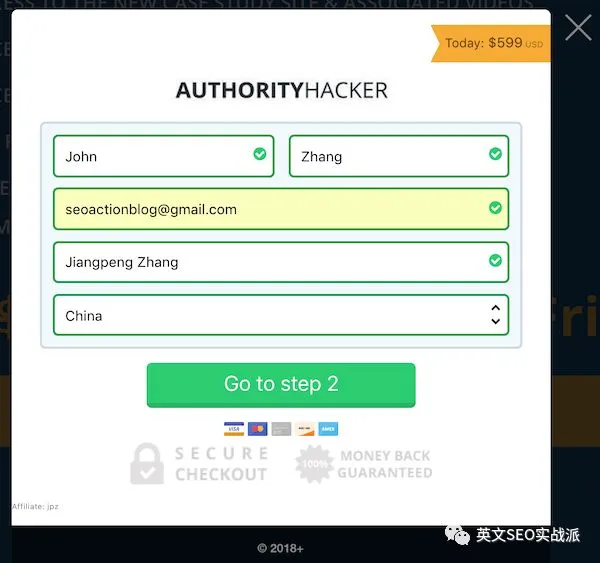 ESS TO THE NEW CASE STUDY SITE & ASSOCIATED VIDEOS
Today: $599 USD
AUTHORITYHACKER
John
Zhang
seoactionblog@gmail.com
Jiangpeng Zhang
China
Go to step 2
VISA
SECURE
CHECKOUT
100%
MONEY BACK
GUARANTEED
Affiliate: jpz
英文SEO实战派
© 2018+